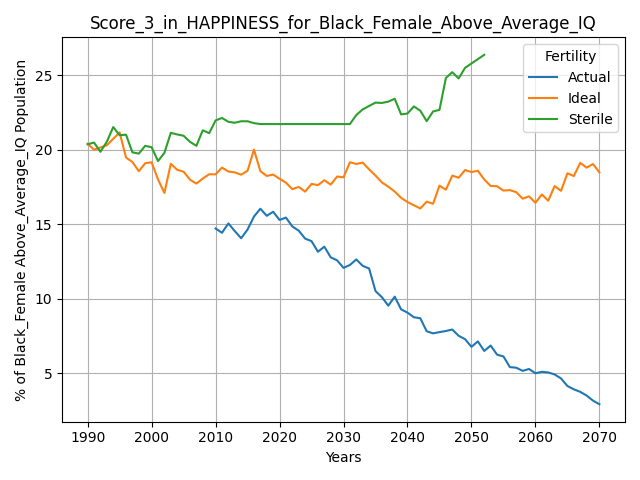 Score_3_in_HAPPINESS_for_Black_Female_Above_Average_IQ
% of Black_Female Above_Average_IQ Population
25
20
15
10
5
Fertility
Actual
Ideal
Sterile
1990 2000 2010 2020 2030 2040 2050 2060 2070
Years